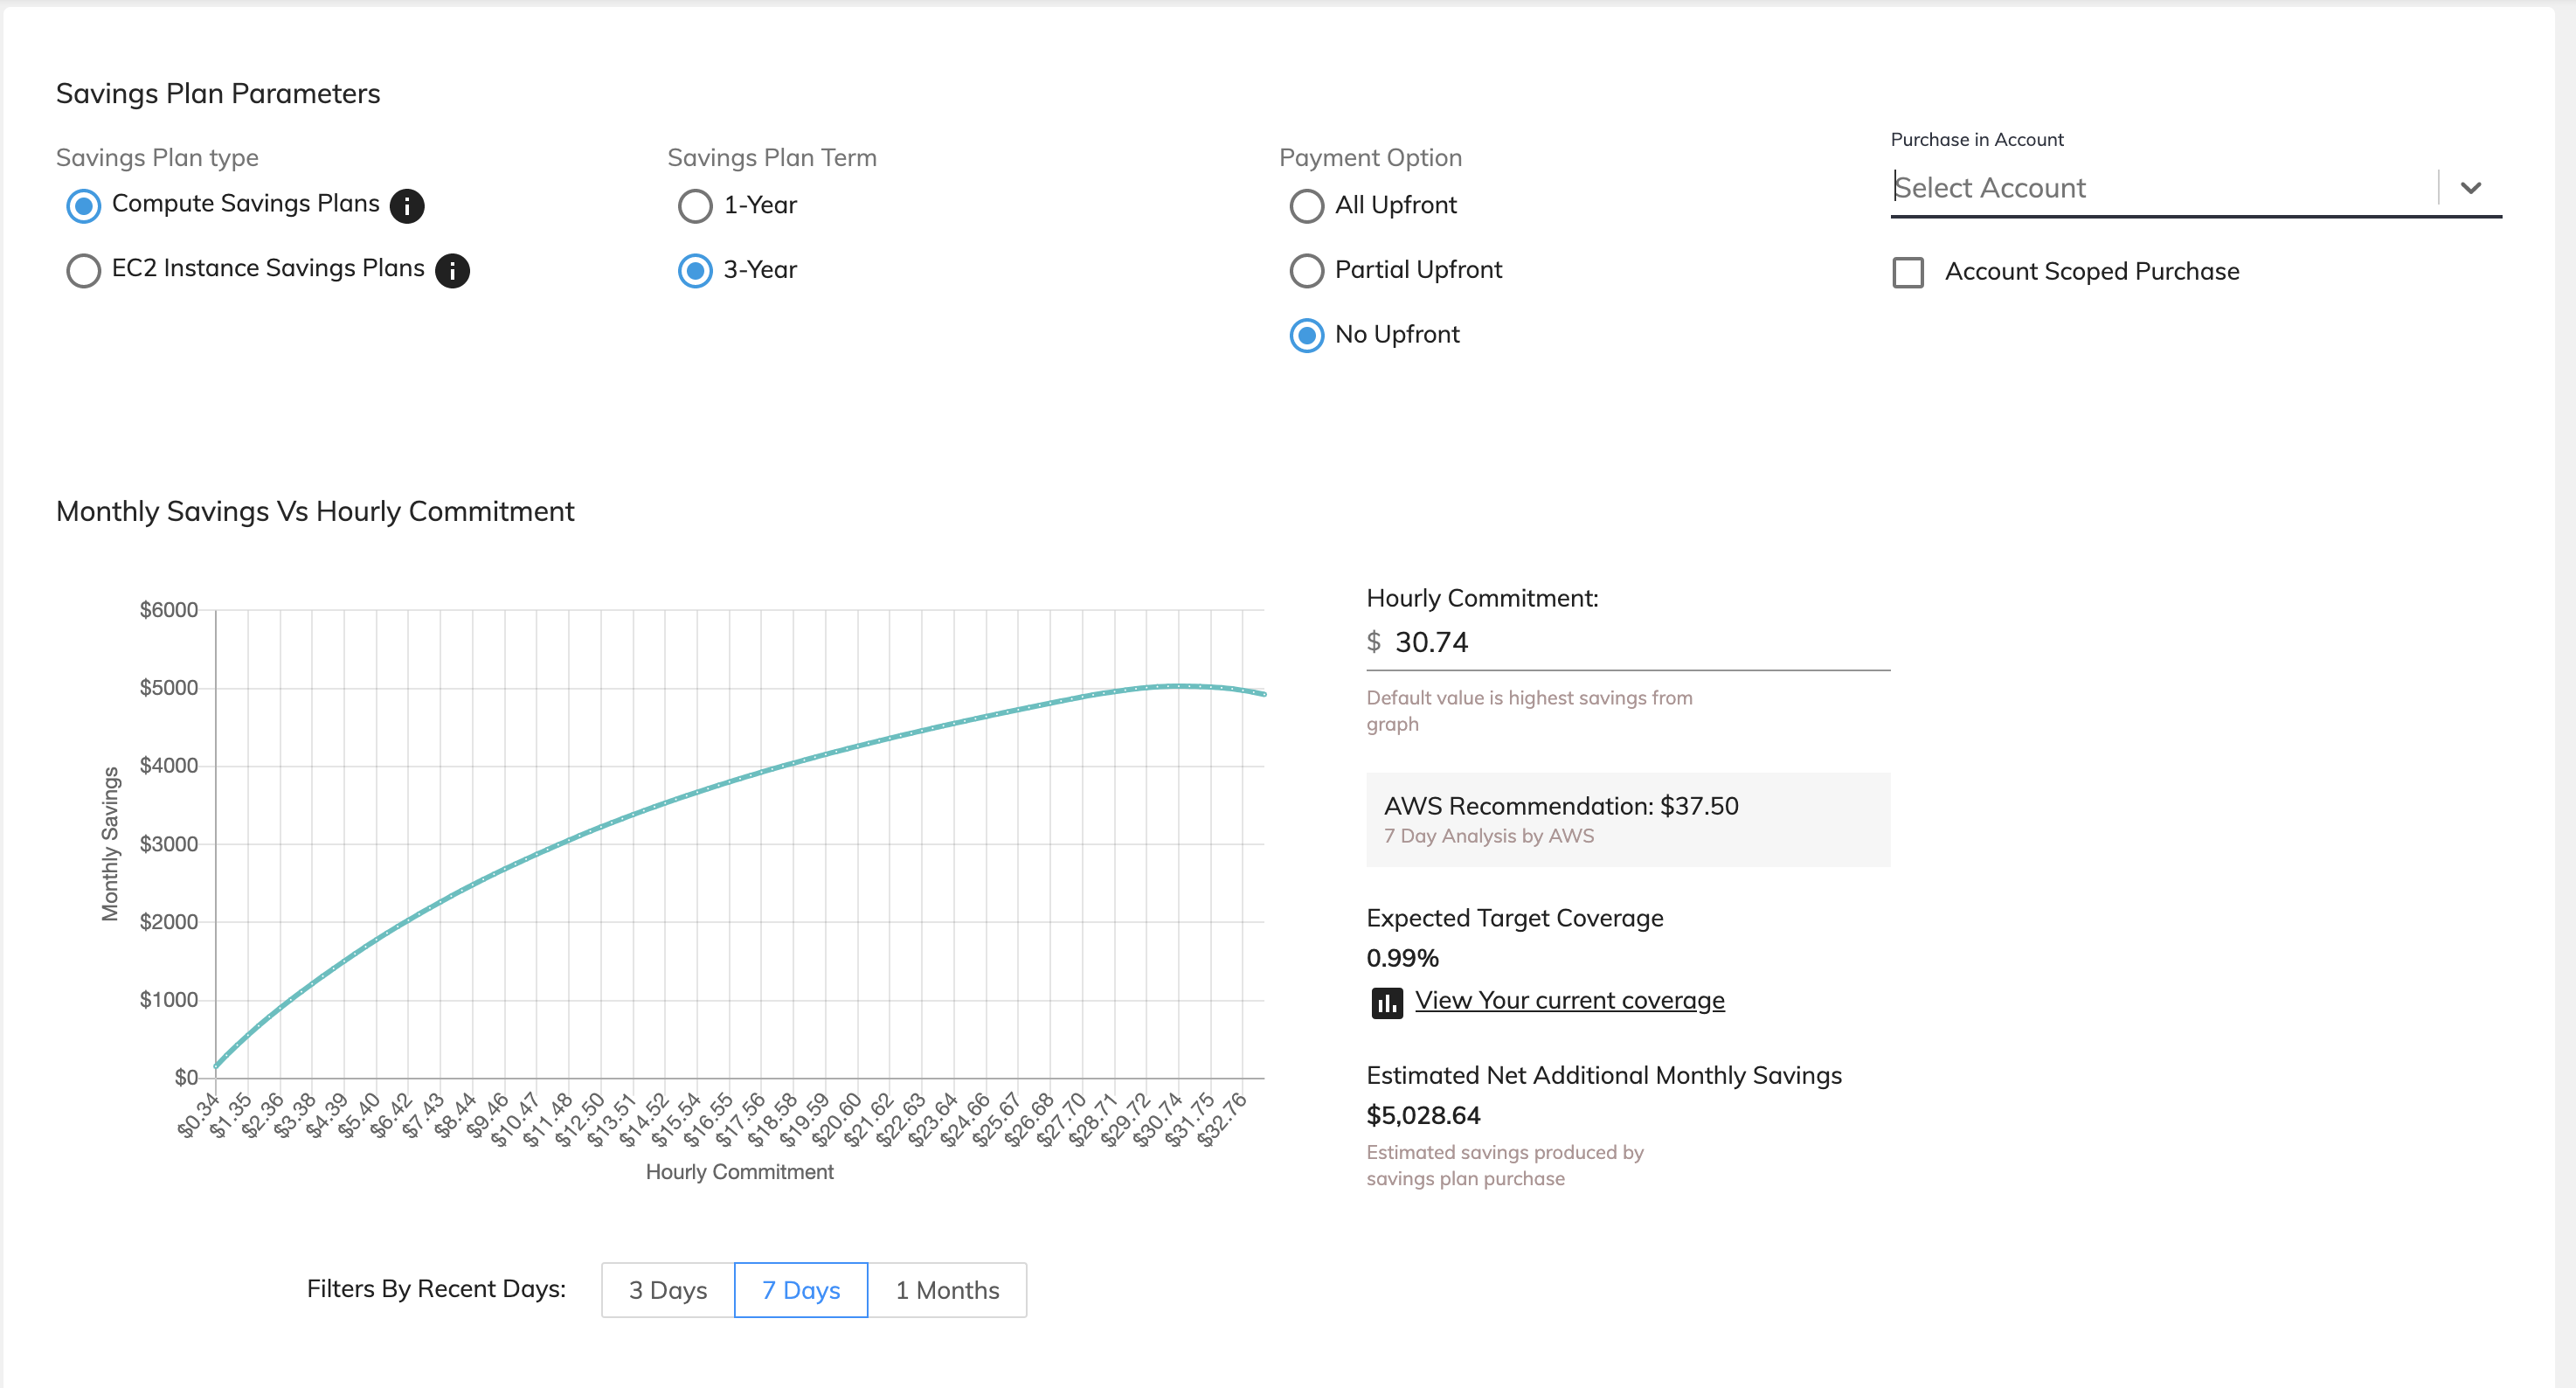 Savings Plan Parameters
Savings Plan type
Compute Savings Plans
EC2 Instance Savings Plans
Savings Plan Term
1-Year
3-Year
Payment Option
All Upfront
Partial Upfront
No Upfront
Purchase in Account
Select Account
Account Scoped Purchase
Monthly Savings Vs Hourly Commitment
Monthly Savings
$6000
$5000
$4000
$3000
$2000
$1000
$0
$0.34
$1.35
$2.36
$3.38
$4.39
$5.40
$6.42
$7.43
$8.44
$9.46
$10.47
$11.48
$12.50
$13.51
$14.52
$15.54
$16.55
$17.56
$18.58
$19.59
$20.60
$21.62
$22.63
$23.64
$24.66
$25.67
$26.68
$27.70
$28.71
$29.72
$30.74
$31.75
$32.76
Hourly Commitment
Filters By Recent Days:
3 Days
7 Days
1 Months
Hourly Commitment:
$ 30.74
Default value is highest savings from
graph
AWS Recommendation: $37.50
7 Day Analysis by AWS
Expected Target Coverage
0.99%
View Your current coverage
Estimated Net Additional Monthly Savings
$5,028.64
Estimated savings produced by
savings plan purchase